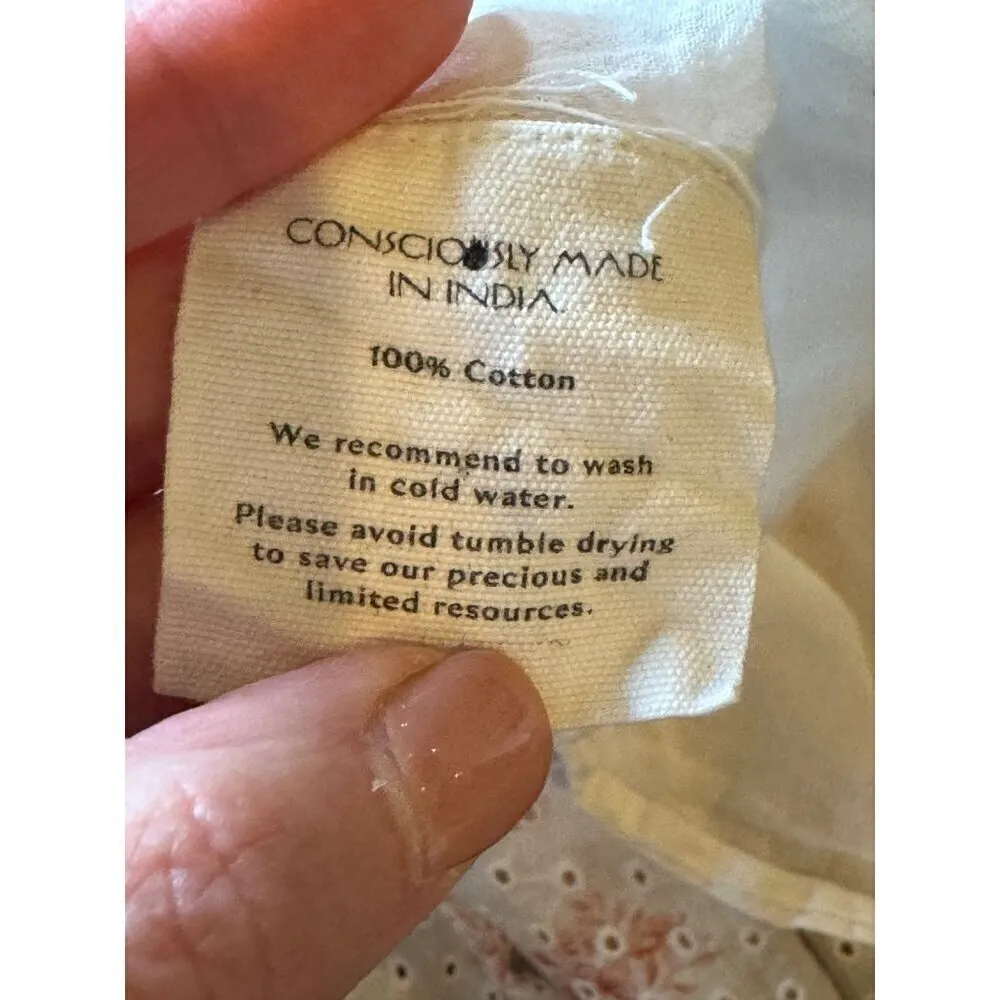 CONSCIOUSLY MADE
IN INDIA.
100% Cotton
We recommend to wash
in cold water.
Please avoid tumble drying
to save our precious and
limited resources.